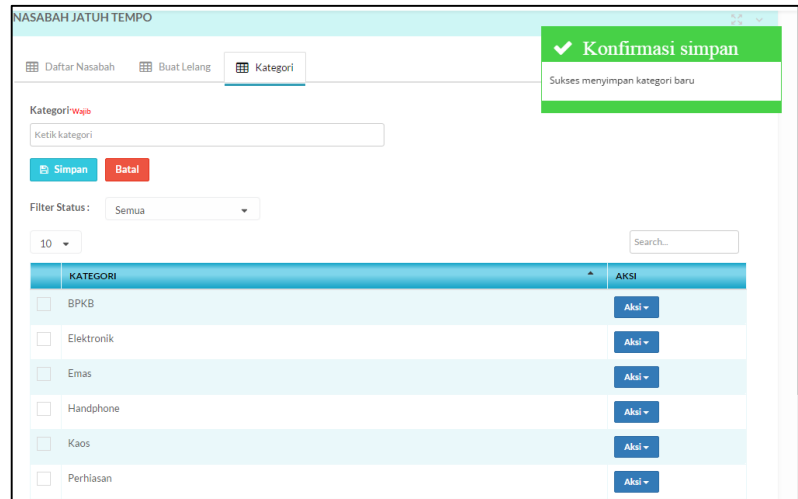 NASABAH JATUH TEMPO
Konfirmasi simpan
Sukses menyimpan kategori baru
Daftar Nasabah Buat Lelang Kategori
Kategori*Wajib
Ketik kategori
Simpan Batal
Filter Status : Semua
10 Search...
KATEGORI AKSI
BPKB Aksi
Elektronik Aksi
Emas Aksi
Handphone Aksi
Kaos Aksi
Perhiasan Aksi